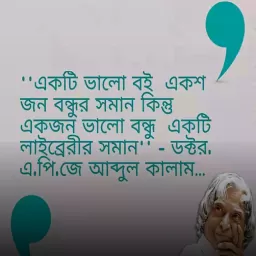 ''একটি ভালো বই একশ
জন বন্ধুর সমান কিন্তু
একজন ভালো বন্ধু একটি
লাইব্রেরীর সমান'' - ডক্টর.
এ.পি.জে আব্দুল কালাম...